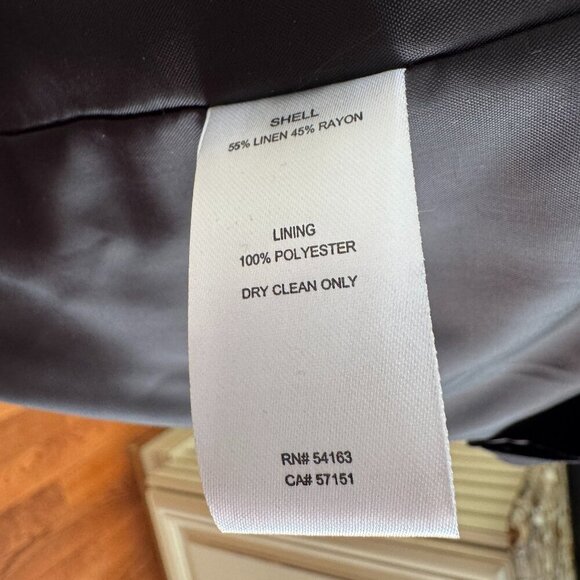 SHELL
55% LINEN 45% RAYON
LINING
100% POLYESTER
DRY CLEAN ONLY
RN# 54163
CA# 57151